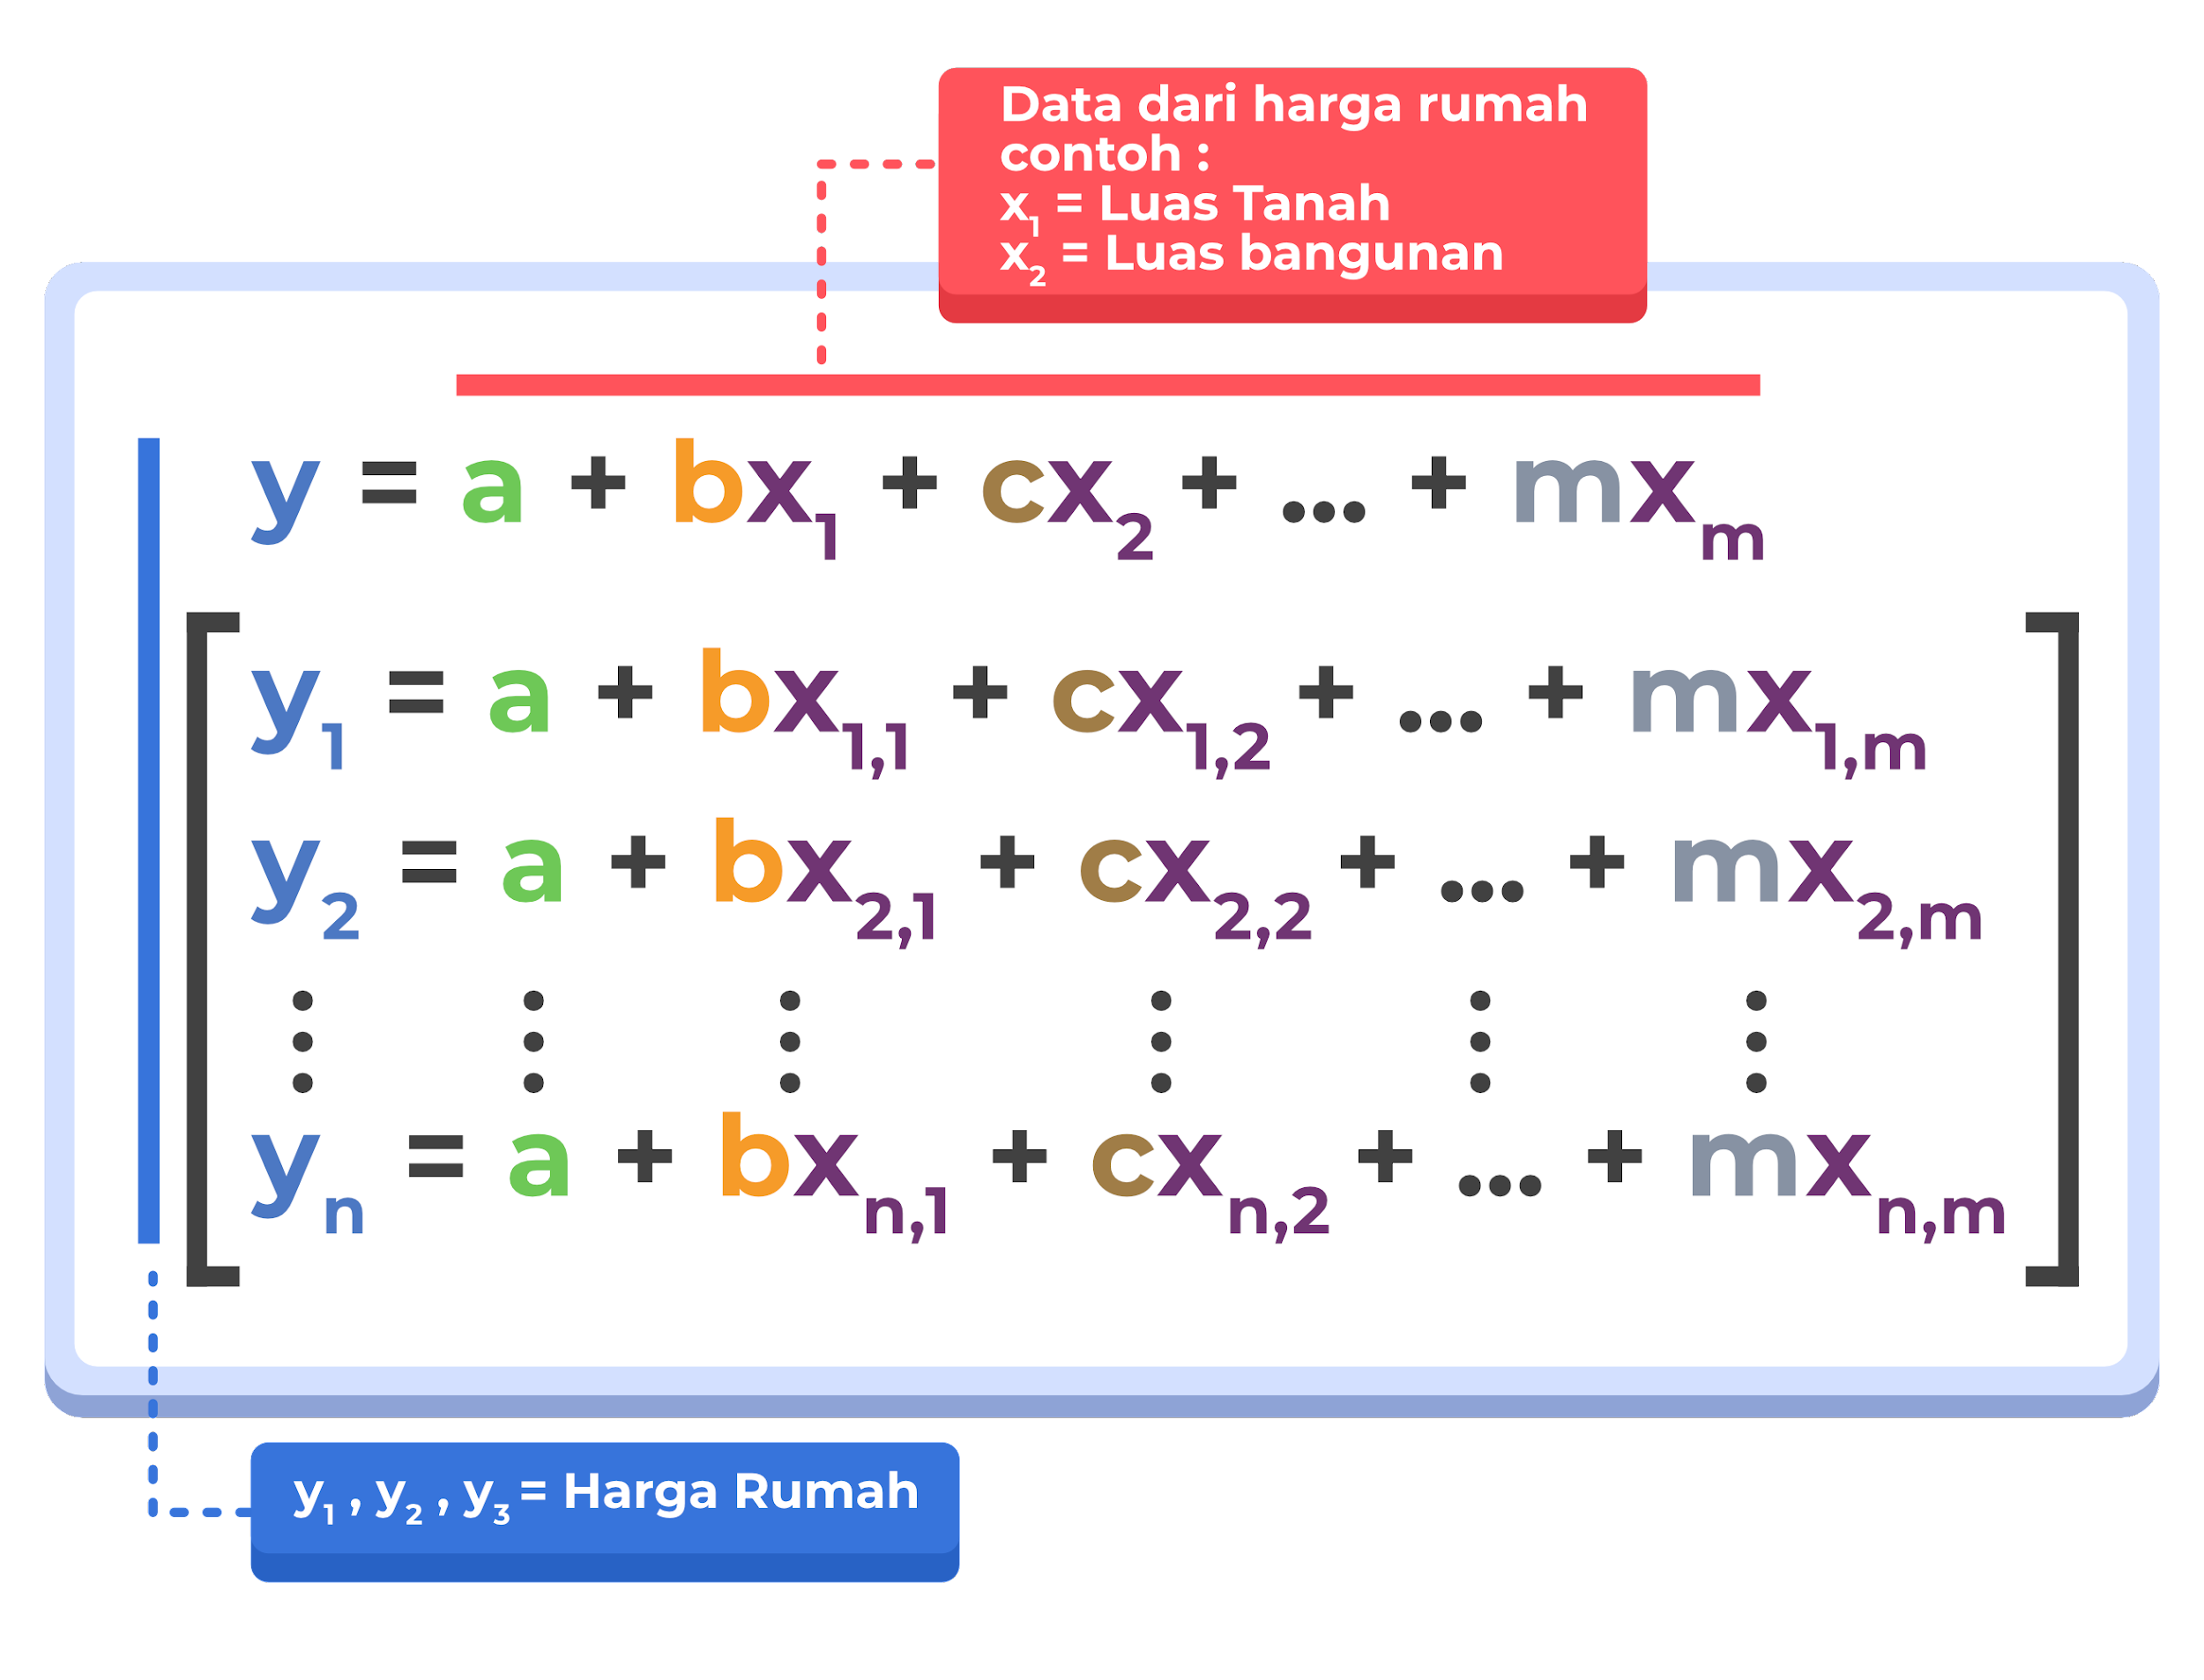 Data dari harga rumah
contoh :
x₁ = Luas Tanah
x₂ = Luas bangunan
y = a + bx₁ + cx₂ + ... + mxₘ
y₁ = a + bx₁,₁ + cx₁,₂ + ... + mx₁,ₘ
y₂ = a + bx₂,₁ + cx₂,₂ + ... + mx₂,ₘ
yₙ = a + bxₙ,₁ + cxₙ,₂ + ... + mxₙ,ₘ
y₁ , y₂ , y₃ = Harga Rumah